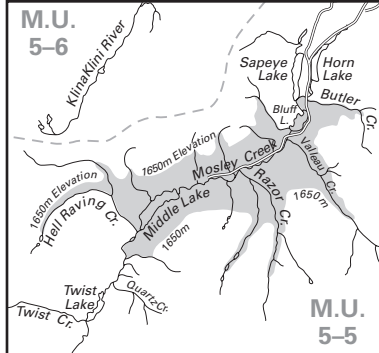 M.U.
5–6
KlinaKlini River
Sapeye
Lake
Horn
Lake
Bluff
L.
Butler
Cr.
1650m Elevation
Mosley Creek
Valleau Cr.
1650m Elevation
Hell Raving Cr.
Middle Lake
Razor Cr.
1650m
1650m
Twist
Lake
Quartz Cr.
Twist Cr.
M.U.
5–5